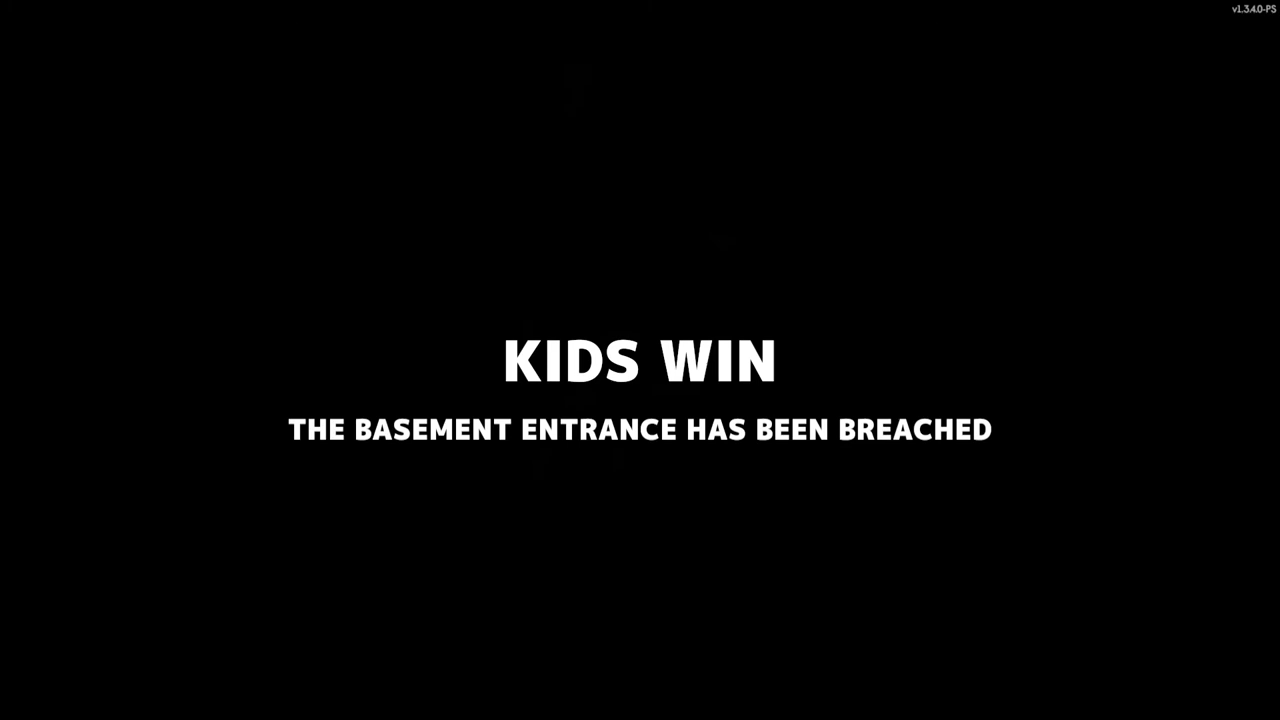 v1.3.4.0-PS
KIDS WIN
THE BASEMENT ENTRANCE HAS BEEN BREACHED